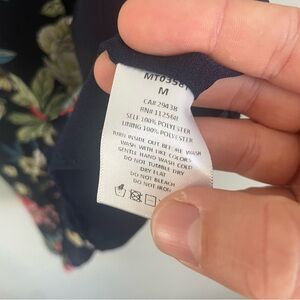 M
CA# 29438
RN# 112568
SELF 100% POLYESTER
LINING 100% POLYESTER
TURN INSIDE OUT BEFORE WASH
WASH WITH LIKE COLORS
GENTLE HAND WASH COLD
DO NOT TUMBLE DRY
DRY FLAT
DO NOT BLEACH
DO NOT IRON